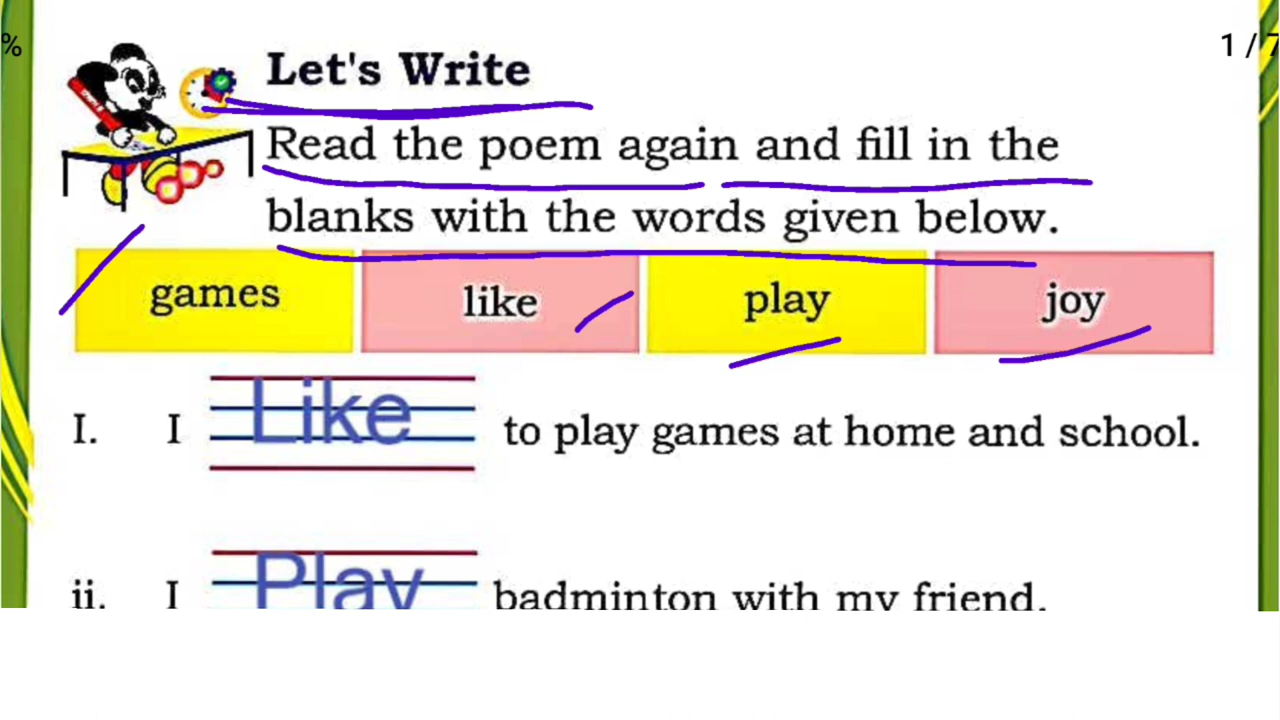 %
1 / 7
Let's Write
Read the poem again and fill in the
blanks with the words given below.
games like play joy
I. I Like to play games at home and school.
ii. I Play badminton with my friend.